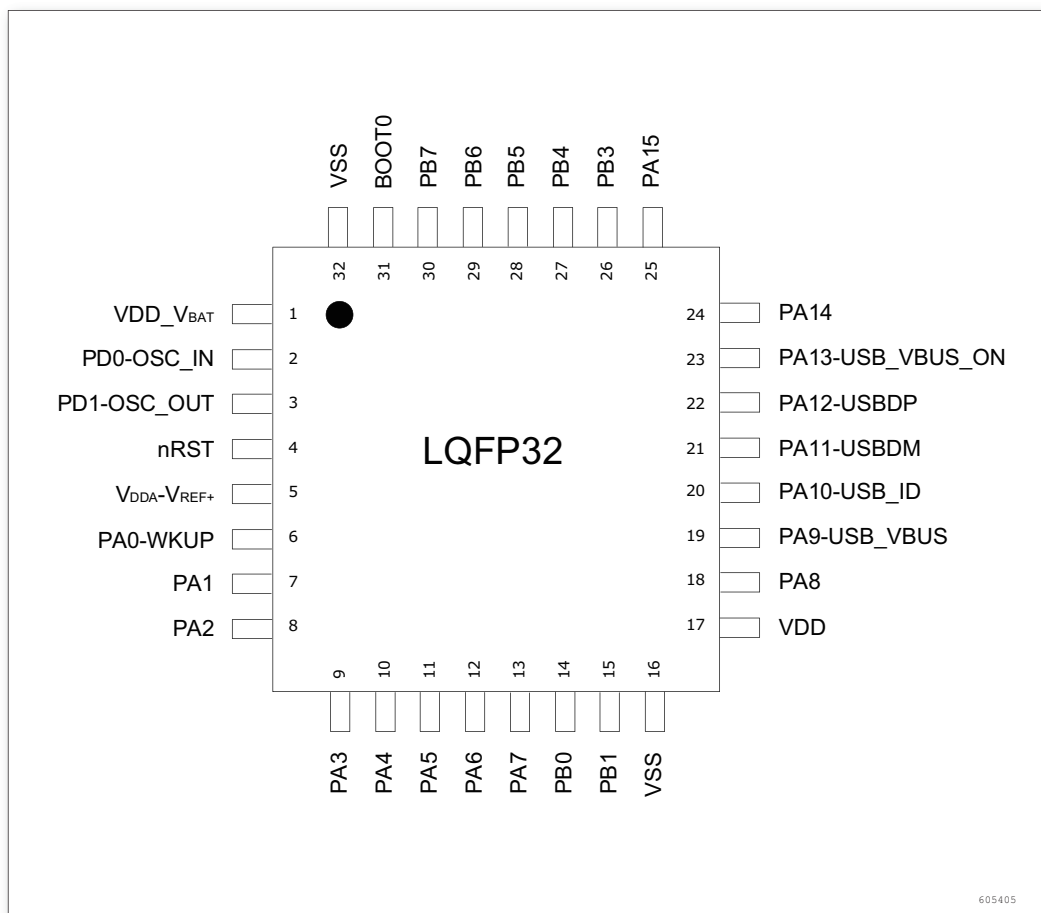 VSS
BOOT0
PB7
PB6
PB5
PB4
PB3
PA15
32
31
30
29
28
27
26
25
VDD_VBAT 1
PD0-OSC_IN 2
PD1-OSC_OUT 3
nRST 4
VDDA-VREF+ 5
PA0-WKUP 6
PA1 7
PA2 8
LQFP32
24 PA14
23 PA13-USB_VBUS_ON
22 PA12-USBDP
21 PA11-USBDM
20 PA10-USB_ID
19 PA9-USB_VBUS
18 PA8
17 VDD
9
10
11
12
13
14
15
16
PA3
PA4
PA5
PA6
PA7
PB0
PB1
VSS
605405